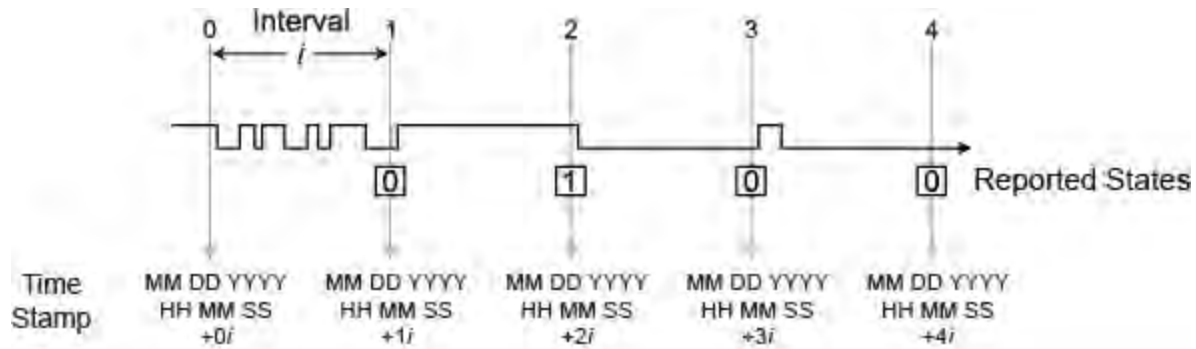 0 Interval 1 2 3 4
i
0 1 0 0 Reported States
Time Stamp
MM DD YYYY HH MM SS +0i
MM DD YYYY HH MM SS +1i
MM DD YYYY HH MM SS +2i
MM DD YYYY HH MM SS +3i
MM DD YYYY HH MM SS +4i